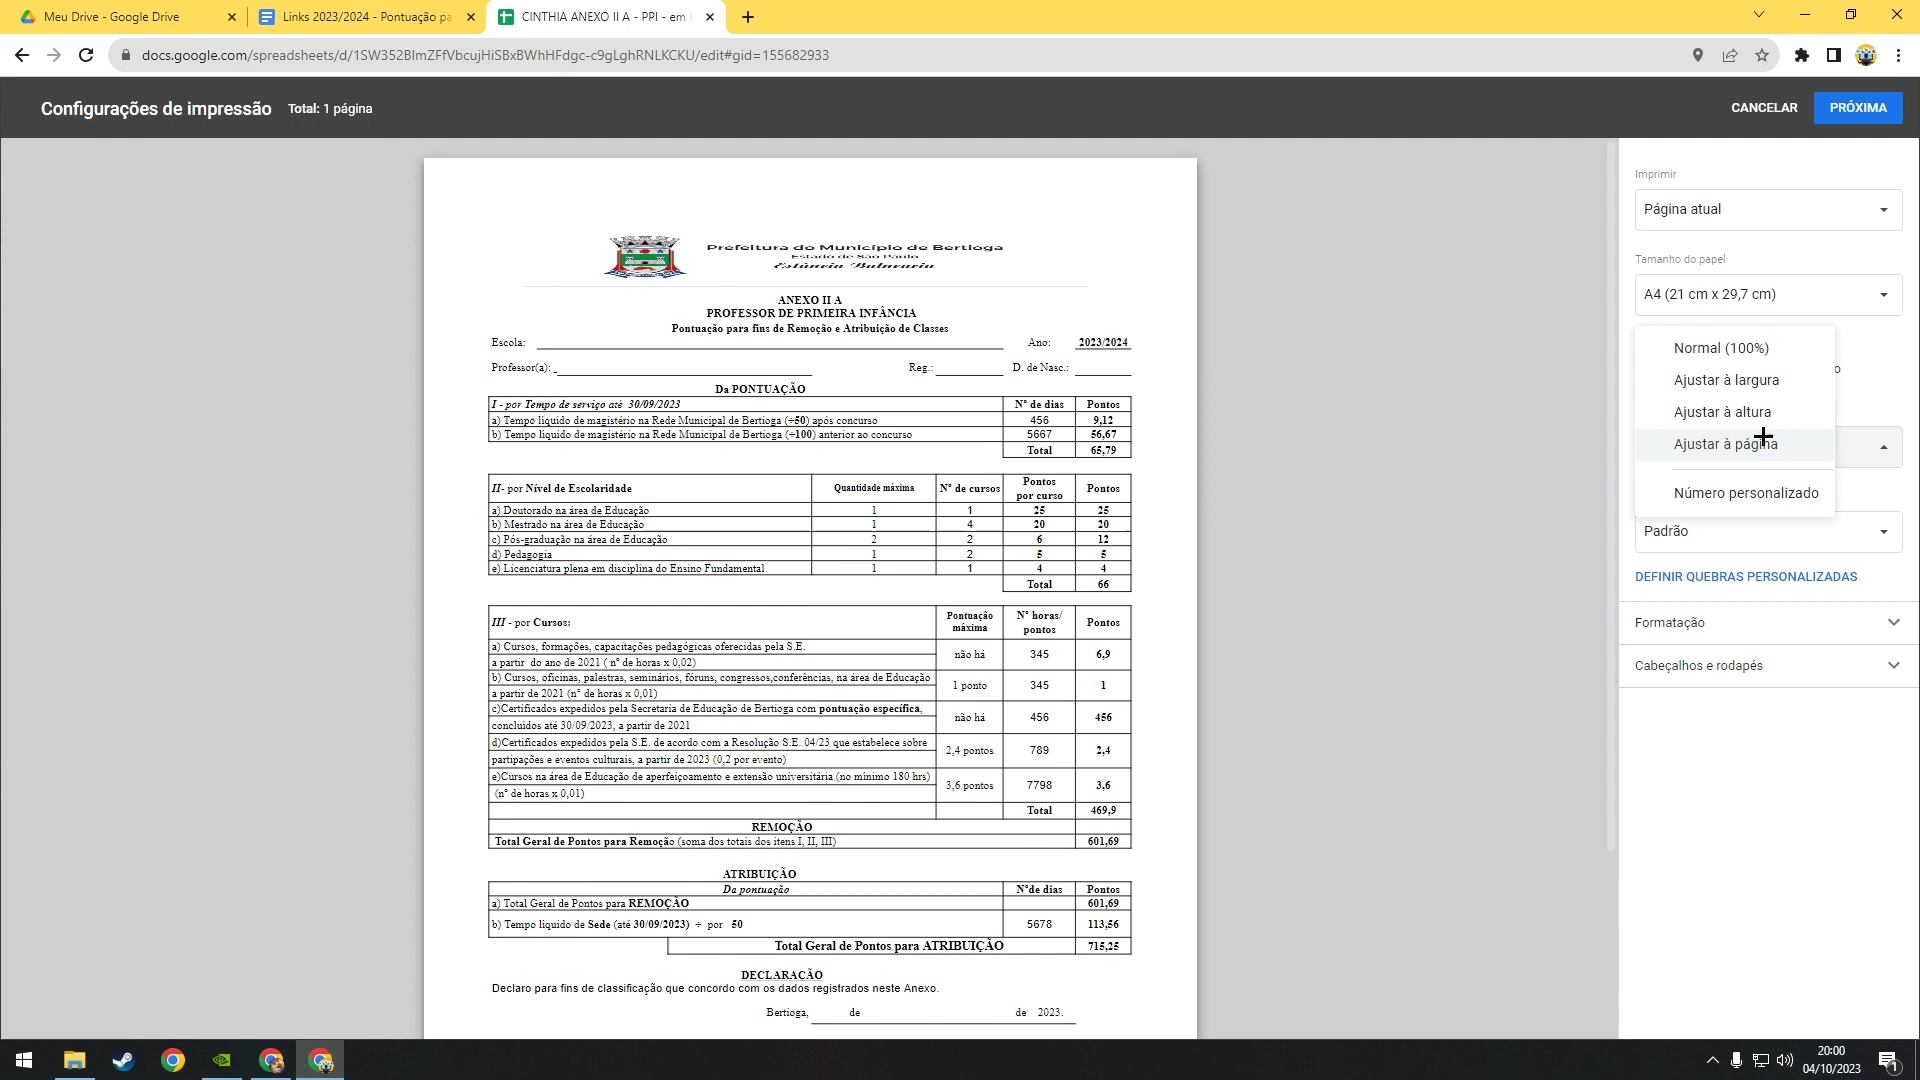 Meu Drive - Google Drive
Links 2023/2024 - Pontuação pa
CINTHIA ANEXO II A - PPI - em
docs.google.com/spreadsheets/d/1SW352BImZFfVbcujHiSBxBWhHFdgc-c9gLghRNLKCKU/edit#gid=155682933
Configurações de impressão Total: 1 página
CANCELAR PRÓXIMA
Prefeitura do Município de Bertioga
Estado de São Paulo
Estância Balneária
ANEXO II A
PROFESSOR DE PRIMEIRA INFÂNCIA
Pontuação para fins de Remoção e Atribuição de Classes
Escola: Ano: 2023/2024
Professor(a): Reg.: D. de Nasc.:
Da PONTUAÇÃO
I - por Tempo de serviço até 30/09/2023 Nº de dias Pontos
a) Tempo líquido de magistério na Rede Municipal de Bertioga (÷50) após concurso 456 9,12
b) Tempo líquido de magistério na Rede Municipal de Bertioga (÷100) anterior ao concurso 5667 56,67
Total 65,79
II- por Nível de Escolaridade Quantidade máxima Nº de cursos Pontos por curso Pontos
a) Doutorado na área de Educação 1 1 25 25
b) Mestrado na área de Educação 1 4 20 20
c) Pós-graduação na área de Educação 2 2 6 12
d) Pedagogia 1 2 5 5
e) Licenciatura plena em disciplina do Ensino Fundamental 1 1 4 4
Total 66
III - por Cursos: Pontuação máxima Nº horas/ pontos Pontos
a) Cursos, formações, capacitações pedagógicas oferecidas pela S.E.
a partir do ano de 2021 ( nº de horas x 0,02) não há 345 6,9
b) Cursos, oficinas, palestras, seminários, fóruns, congressos,conferências, na área de Educação
a partir de 2021 (nº de horas x 0,01) 1 ponto 345 1
c)Certificados expedidos pela Secretaria de Educação de Bertioga com pontuação específica,
concluídos até 30/09/2023, a partir de 2021 não há 456 456
d)Certificados expedidos pela S.E. de acordo com a Resolução S.E. 04/23 que estabelece sobre
partipações e eventos culturais, a partir de 2023 (0,2 por evento) 2,4 pontos 789 2,4
e)Cursos na área de Educação de aperfeiçoamento e extensão universitária (no mínimo 180 hrs)
(nº de horas x 0,01) 3,6 pontos 7798 3,6
Total 469,9
REMOÇÃO
Total Geral de Pontos para Remoção (soma dos totais dos itens I, II, III) 601,69
ATRIBUIÇÃO
Da pontuação Nºde dias Pontos
a) Total Geral de Pontos para REMOÇÃO 601,69
b) Tempo líquido de Sede (até 30/09/2023) ÷ por 50 5678 113,56
Total Geral de Pontos para ATRIBUIÇÃO 715,25
DECLARAÇÃO
Declaro para fins de classificação que concordo com os dados registrados neste Anexo.
Bertioga, de de 2023.
Imprimir
Página atual
Tamanho do papel
A4 (21 cm x 29,7 cm)
Normal (100%)
o
Ajustar à largura
Ajustar à altura
Ajustar à página
Número personalizado
Padrão
DEFINIR QUEBRAS PERSONALIZADAS
Formatação
Cabeçalhos e rodapés
20:00
04/10/2023
1